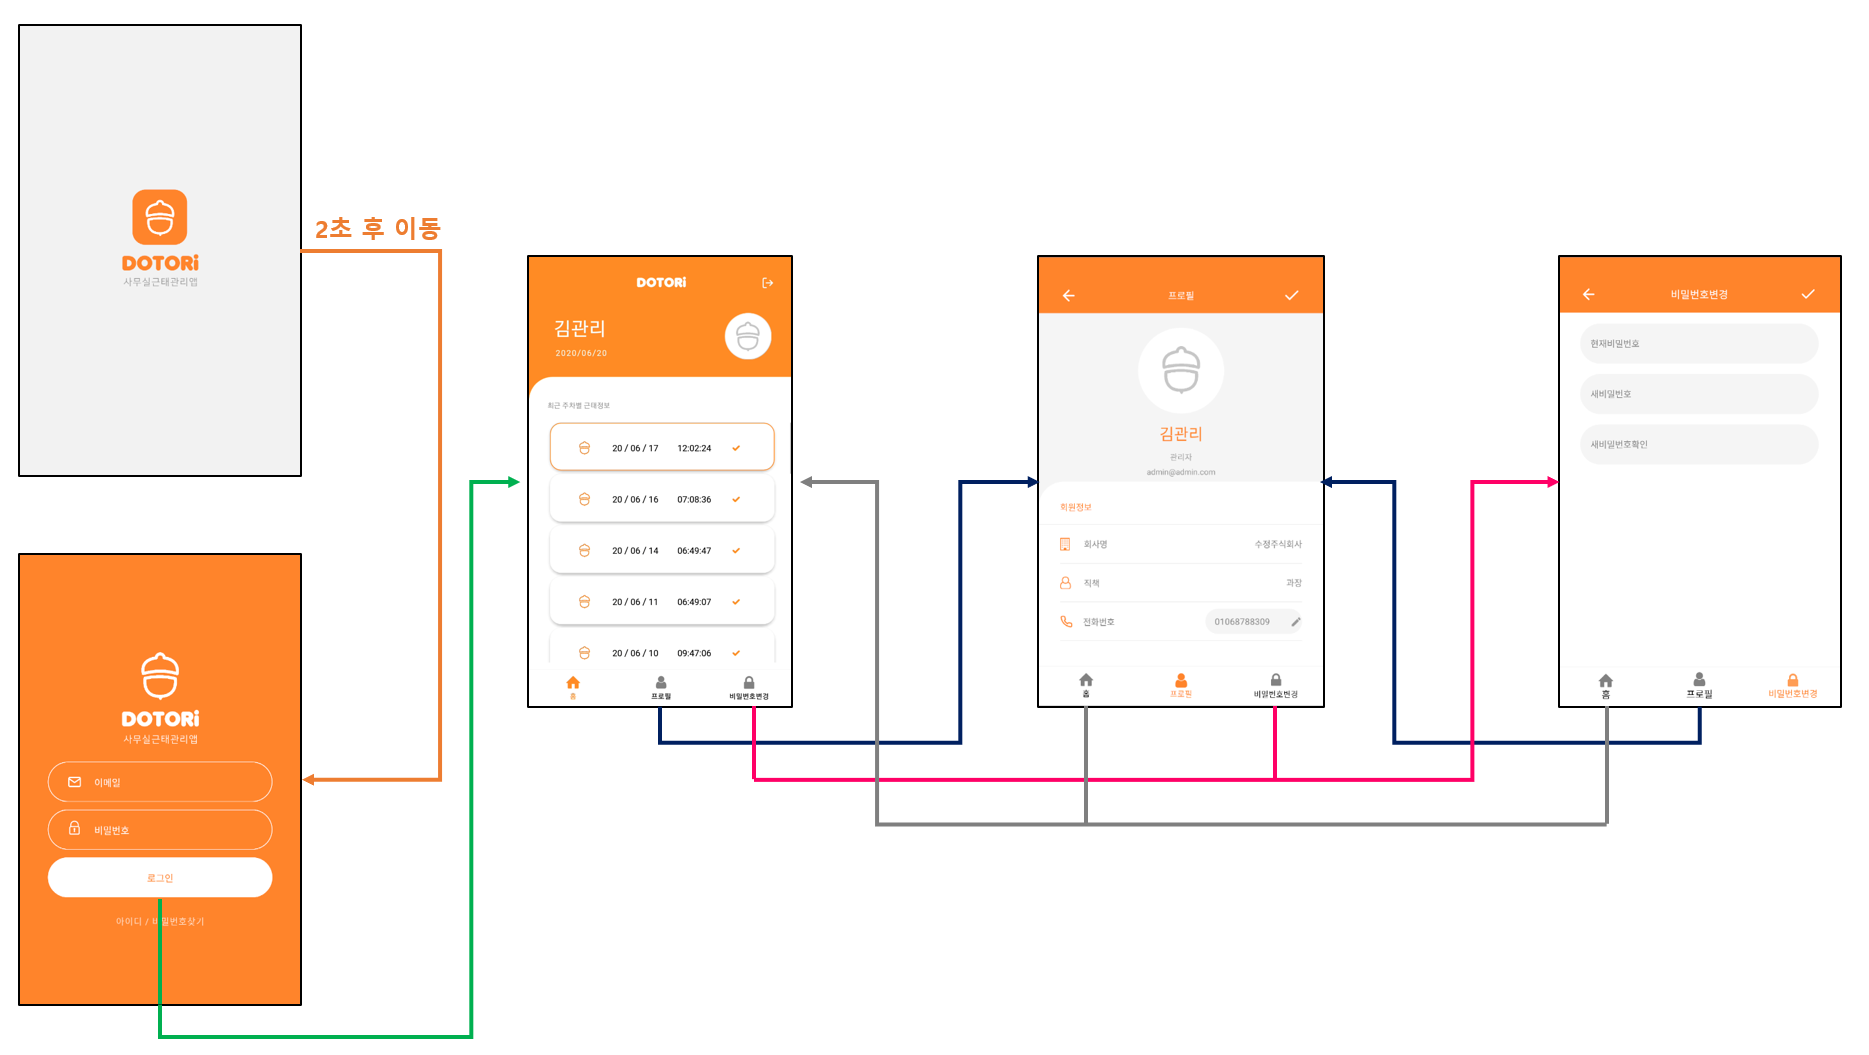 DOTORi
사무실근태관리앱
2초 후 이동
DOTORi
사무실근태관리앱
이메일
비밀번호
로그인
아이디 / 비밀번호찾기
DOTORi
김관리
2020/06/20
최근 주차별 근태정보
20 / 06 / 17 12:02:24
20 / 06 / 16 07:08:36
20 / 06 / 14 06:49:47
20 / 06 / 11 06:49:07
20 / 06 / 10 09:47:06
홈 프로필 비밀번호변경
프로필
김관리
관리자
admin@admin.com
회원정보
회사명 수정주식회사
직책 과장
전화번호 01068788309
홈 프로필 비밀번호변경
비밀번호변경
현재비밀번호
새비밀번호
새비밀번호확인
홈 프로필 비밀번호변경